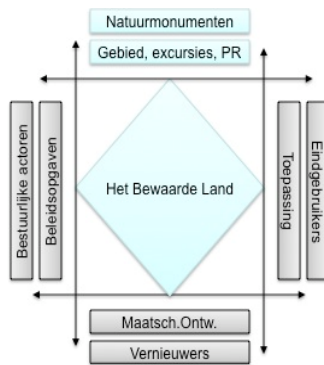 Natuurmonumenten
Gebied, excursies, PR
Bestuurlijke actoren
Beleidsopgaven
Het Bewaarde Land
Toepassing
Eindgebruikers
Maatsch.Ontw.
Vernieuwers